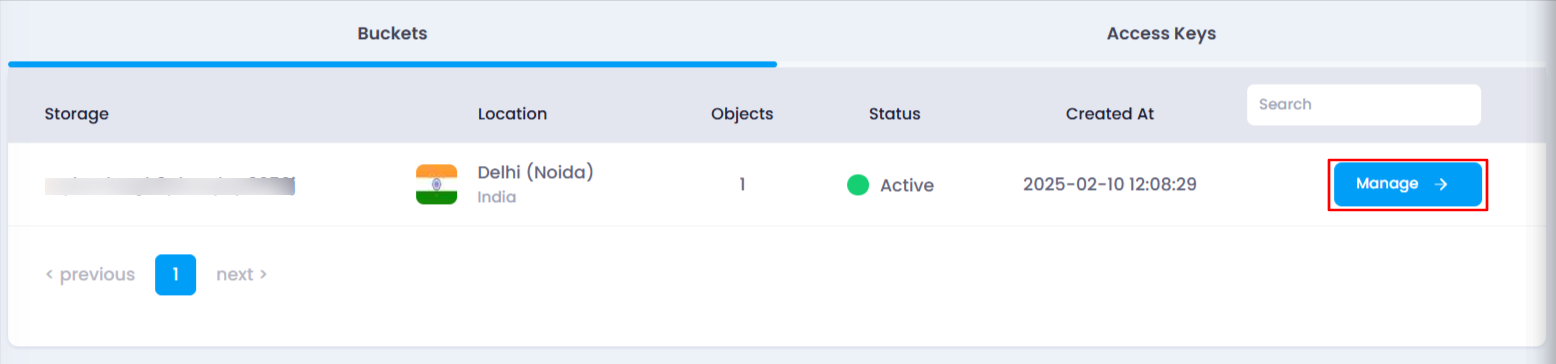 Buckets Access Keys
Storage Location Objects Status Created At Search
Delhi (Noida)
India
1 Active 2025-02-10 12:08:29 Manage →
< previous 1 next >